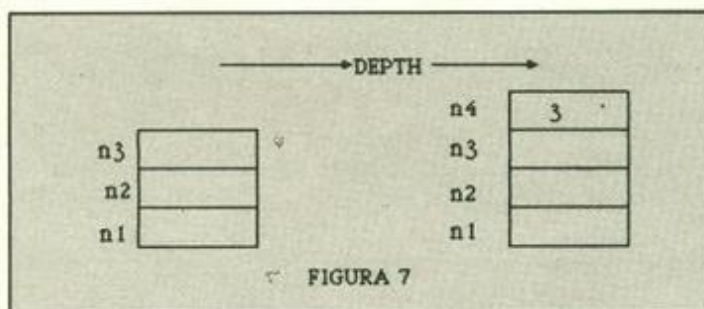 DEPTH
n4 3
n3 n3
n2 n2
n1 n1
FIGURA 7